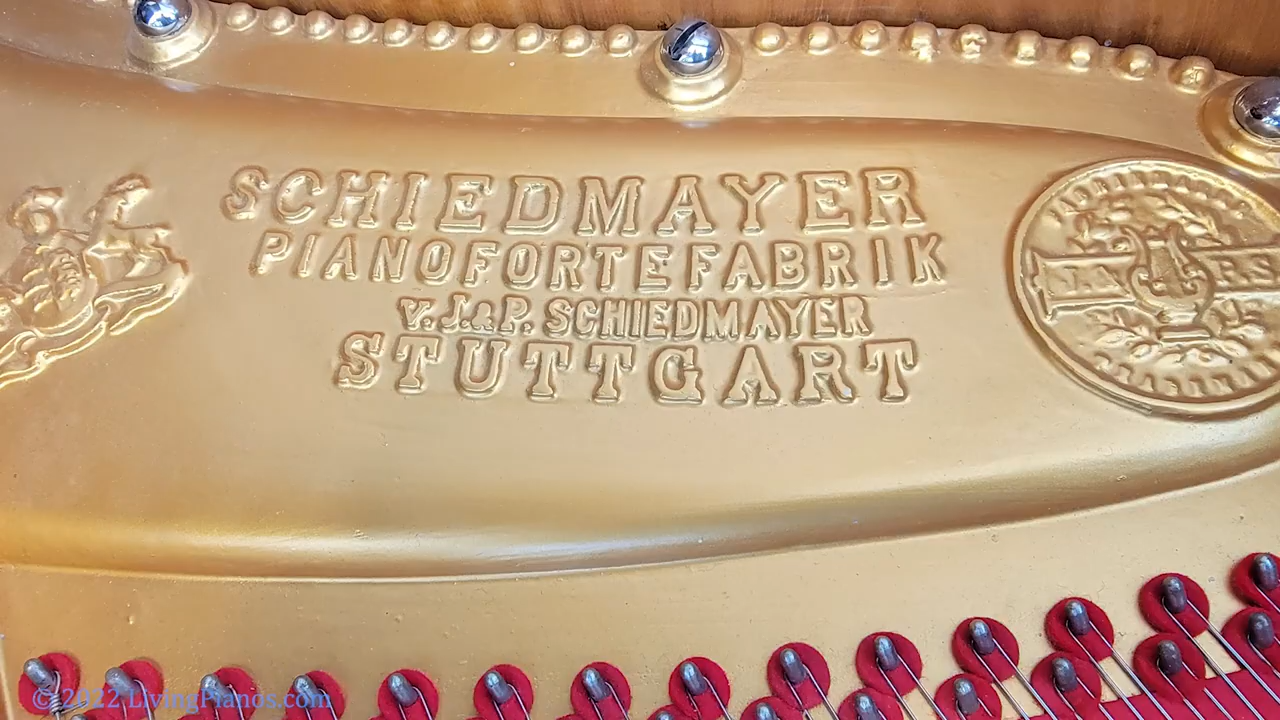 SCHIEDMAYER
PIANOFORTEFABRIK
v. J. & P. SCHIEDMAYER
STUTTGART
J.A.
R.S.
©2022 LivingPianos.com